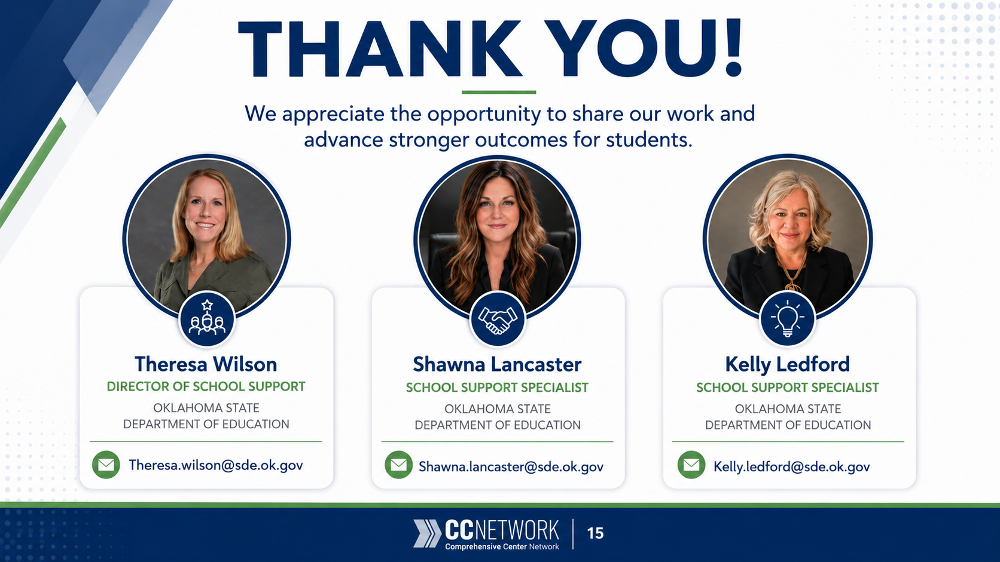 THANK YOU!
We appreciate the opportunity to share our work and
advance stronger outcomes for students.
Theresa Wilson
DIRECTOR OF SCHOOL SUPPORT
OKLAHOMA STATE
DEPARTMENT OF EDUCATION
Theresa.wilson@sde.ok.gov
Shawna Lancaster
SCHOOL SUPPORT SPECIALIST
OKLAHOMA STATE
DEPARTMENT OF EDUCATION
Shawna.lancaster@sde.ok.gov
Kelly Ledford
SCHOOL SUPPORT SPECIALIST
OKLAHOMA STATE
DEPARTMENT OF EDUCATION
Kelly.ledford@sde.ok.gov
CCNETWORK
Comprehensive Center Network
15